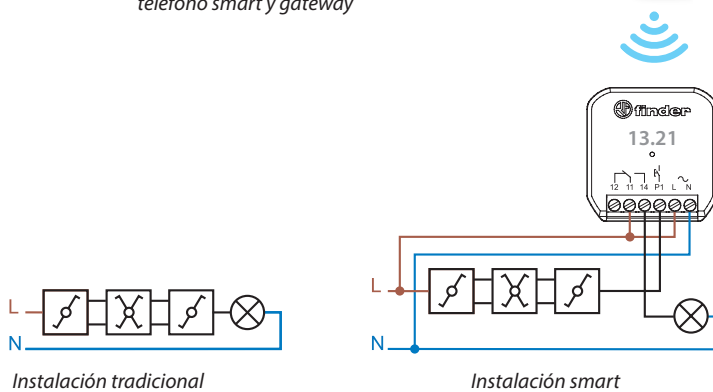 teléfono smart y gateway
finder
13.21
12 11 14 P1 L N
L
N
L
N
Instalación tradicional
Instalación smart